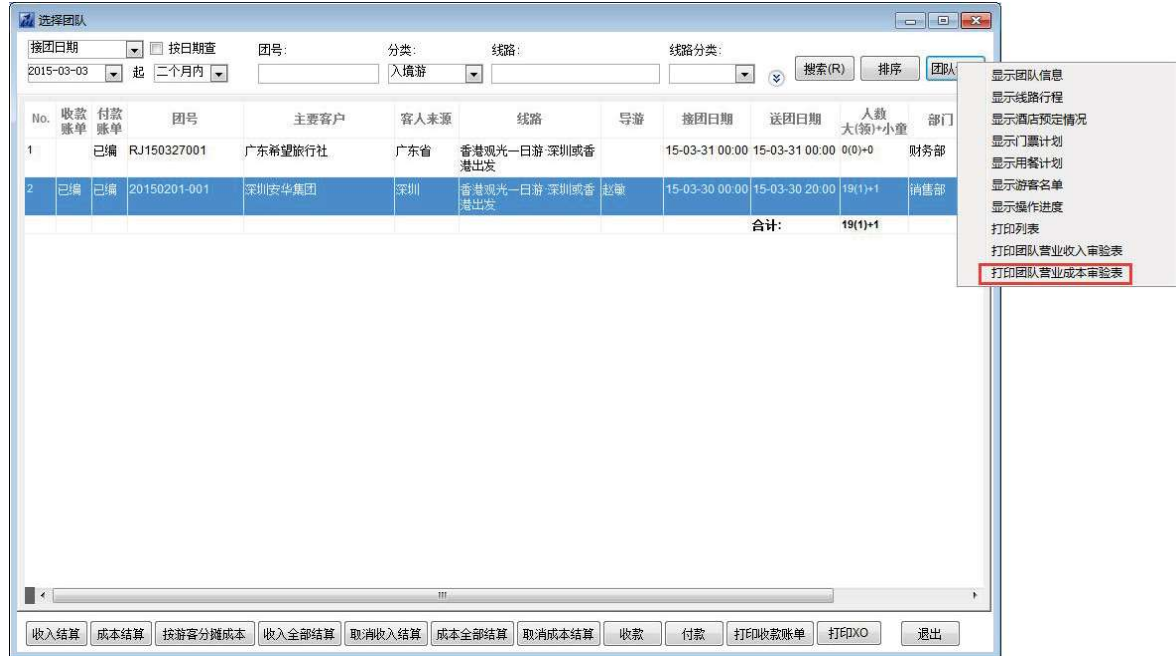 选择团队
接团日期 按日期查 团号: 分类: 线路: 线路分类:
2015-03-03 起 二个月内 入境游 搜索(R) 排序 团队
No. 收款账单 付款账单 团号 主要客户 客人来源 线路 导游 接团日期 送团日期 人数 大(领)+小童 部门
1 已编 RJ150327001 广东希望旅行社 广东省 香港观光一日游·深圳或香港出发 15-03-31 00:00 15-03-31 00:00 0(0)+0 财务部
2 已编 已编 20150201-001 深圳安华集团 深圳 香港观光一日游·深圳或香港出发 赵敏 15-03-30 00:00 15-03-30 20:00 19(1)+1 销售部
合计: 19(1)+1
显示团队信息
显示线路行程
显示酒店预定情况
显示门票计划
显示用餐计划
显示游客名单
显示操作进度
打印列表
打印团队营业收入审验表
打印团队营业成本审验表
收入结算 成本结算 按游客分摊成本 收入全部结算 取消收入结算 成本全部结算 取消成本结算 收款 付款 打印收款账单 打印XO 退出